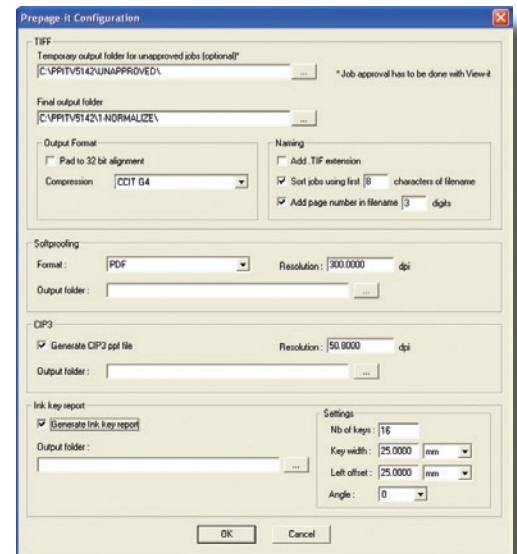 Prepage-it Configuration
TIFF
Temporary output folder for unapproved jobs (optional)*
C:\PPITV5142\UNAPPROVED\
...
* Job approval has to be done with View-it
Final output folder
C:\PPITV5142\1-NORMALIZE\
...
Output Format
Pad to 32 bit alignment
Compression CCIT G4
Naming
Add .TIF extension
Sort jobs using first 8 characters of filename
Add page number in filename 3 digits
Softproofing
Format : PDF
Resolution : 300.0000 dpi
Output folder :
...
CIP3
Generate CIP3 ppf file
Resolution : 50.8000 dpi
Output folder :
...
Ink key report
Generate Ink key report
Output folder :
...
Settings
Nb of keys : 16
Key width : 25.0000 mm
Left offset : 25.0000 mm
Angle : 0
OK Cancel